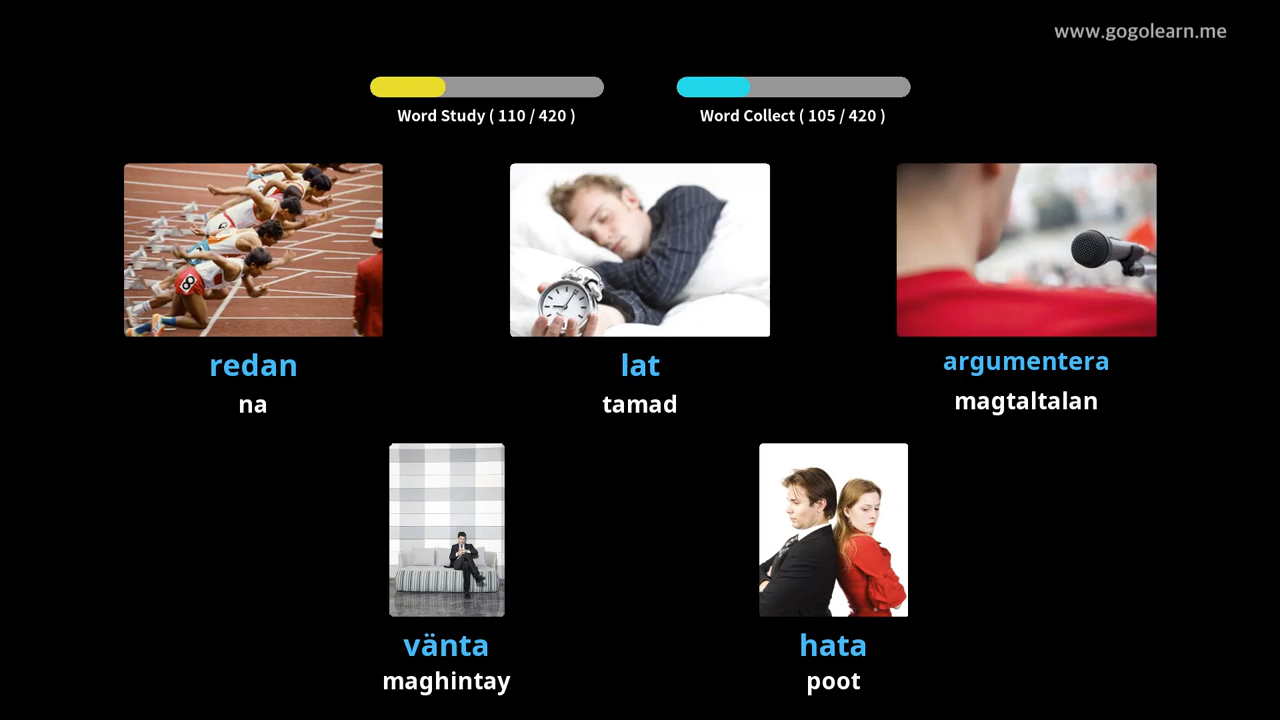 www.gogolearn.me
Word Study ( 110 / 420 )
Word Collect ( 105 / 420 )
8
redan
na
lat
tamad
argumentera
magtaltalan
vänta
maghintay
hata
poot